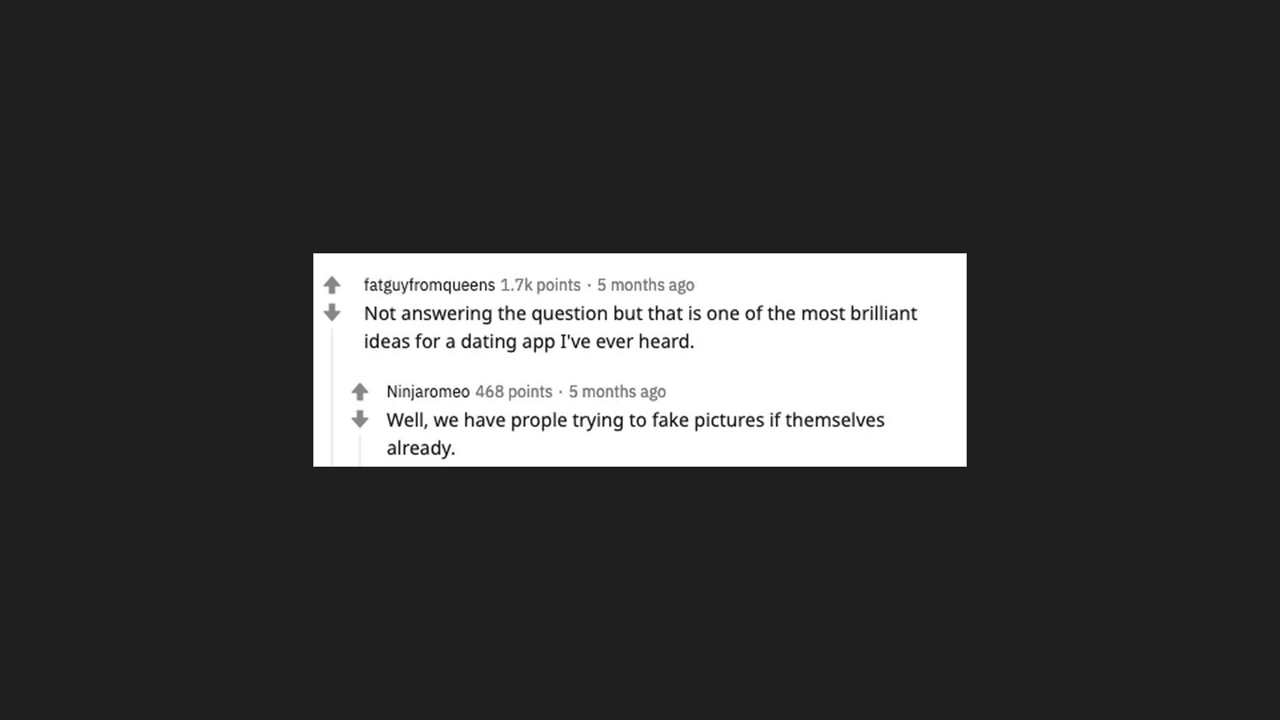 fatguyfromqueens 1.7k points · 5 months ago
Not answering the question but that is one of the most brilliant
ideas for a dating app I've ever heard.
Ninjaromeo 468 points · 5 months ago
Well, we have prople trying to fake pictures if themselves
already.